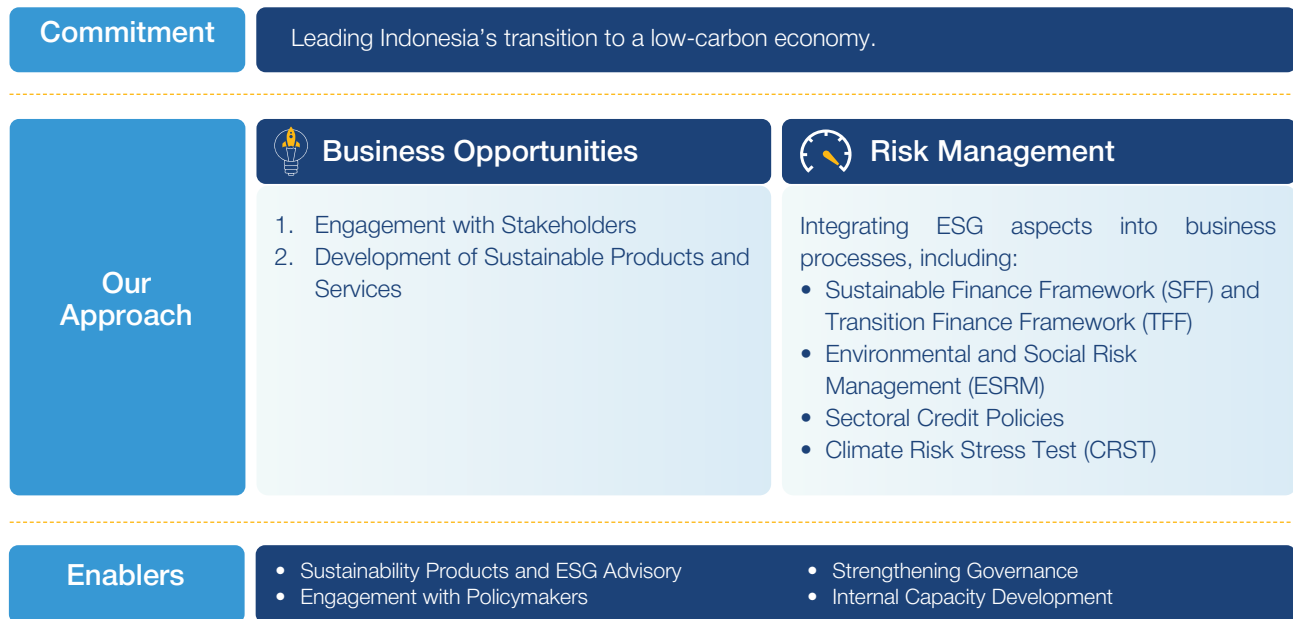 Commitment
Leading Indonesia's transition to a low-carbon economy.
Our
Approach
Business Opportunities
1. Engagement with Stakeholders
2. Development of Sustainable Products and
Services
Risk Management
Integrating ESG aspects into business
processes, including:
• Sustainable Finance Framework (SFF) and
Transition Finance Framework (TFF)
• Environmental and Social Risk
Management (ESRM)
• Sectoral Credit Policies
• Climate Risk Stress Test (CRST)
Enablers
• Sustainability Products and ESG Advisory
• Engagement with Policymakers
• Strengthening Governance
• Internal Capacity Development